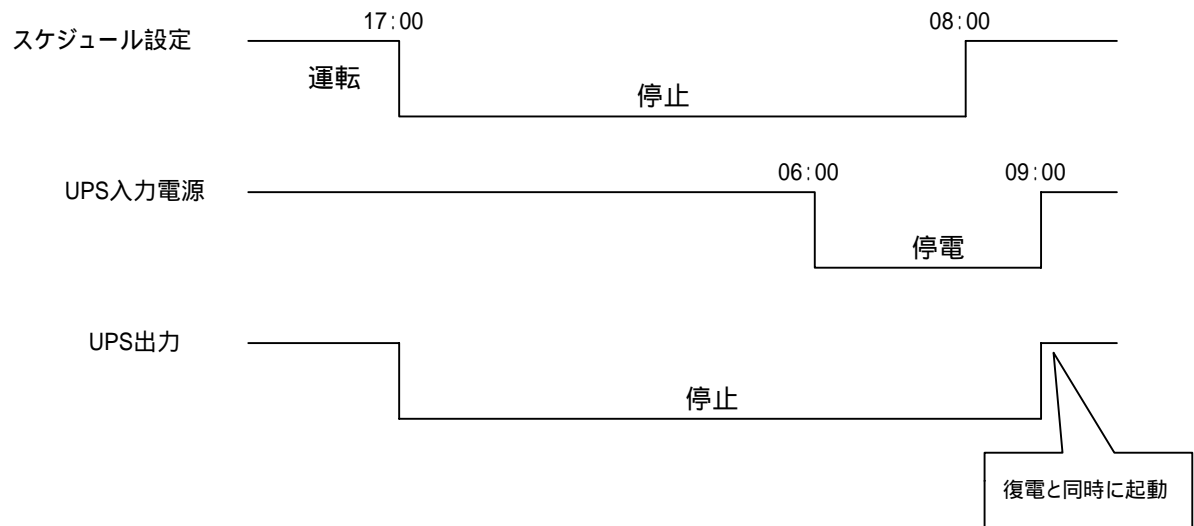 17:00
08:00
スケジュール設定
運転
停止
06:00
09:00
UPS入力電源
停電
UPS出力
停止
復電と同時に起動